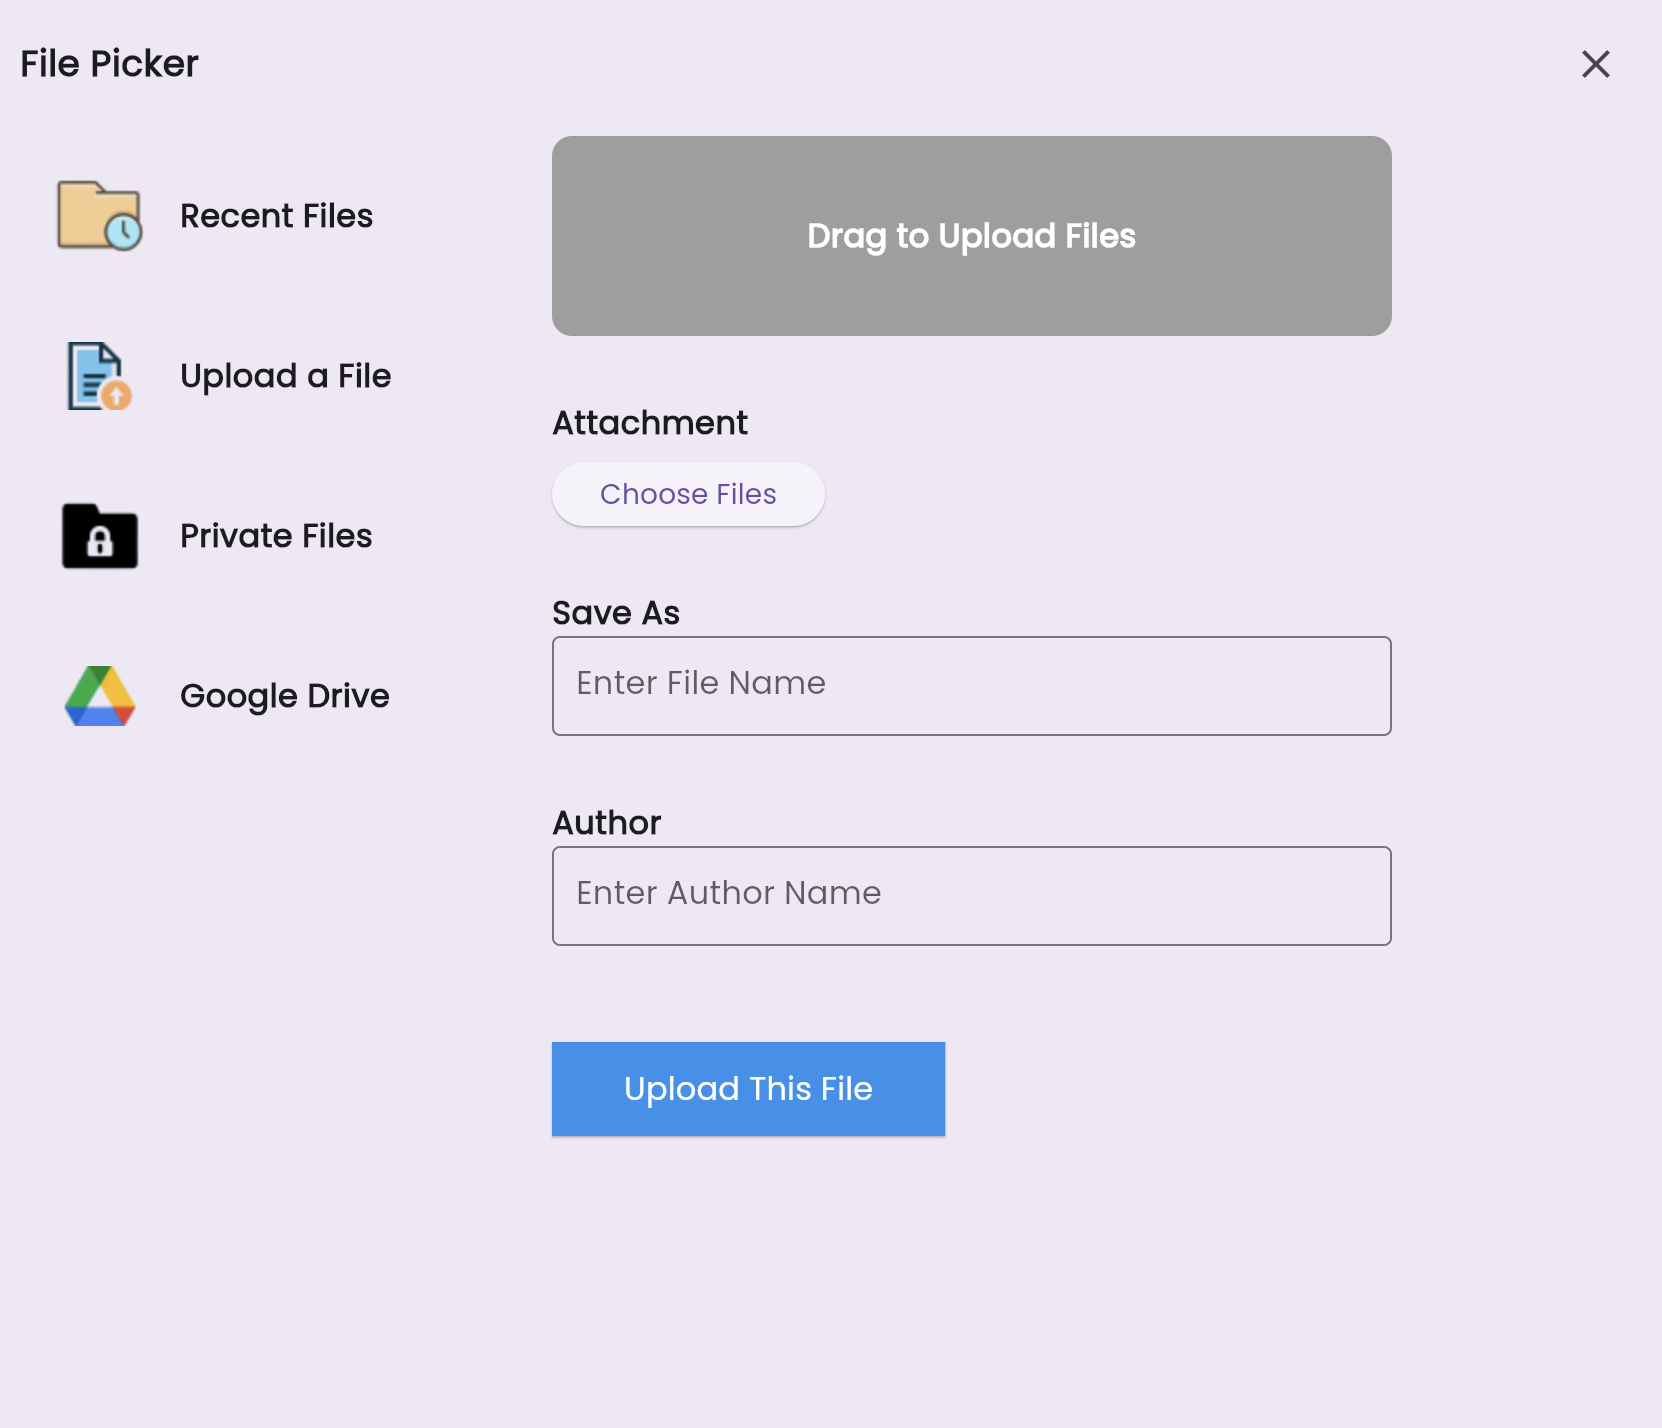 File Picker
Recent Files
Upload a File
Private Files
Google Drive
Drag to Upload Files
Attachment
Choose Files
Save As
Enter File Name
Author
Enter Author Name
Upload This File